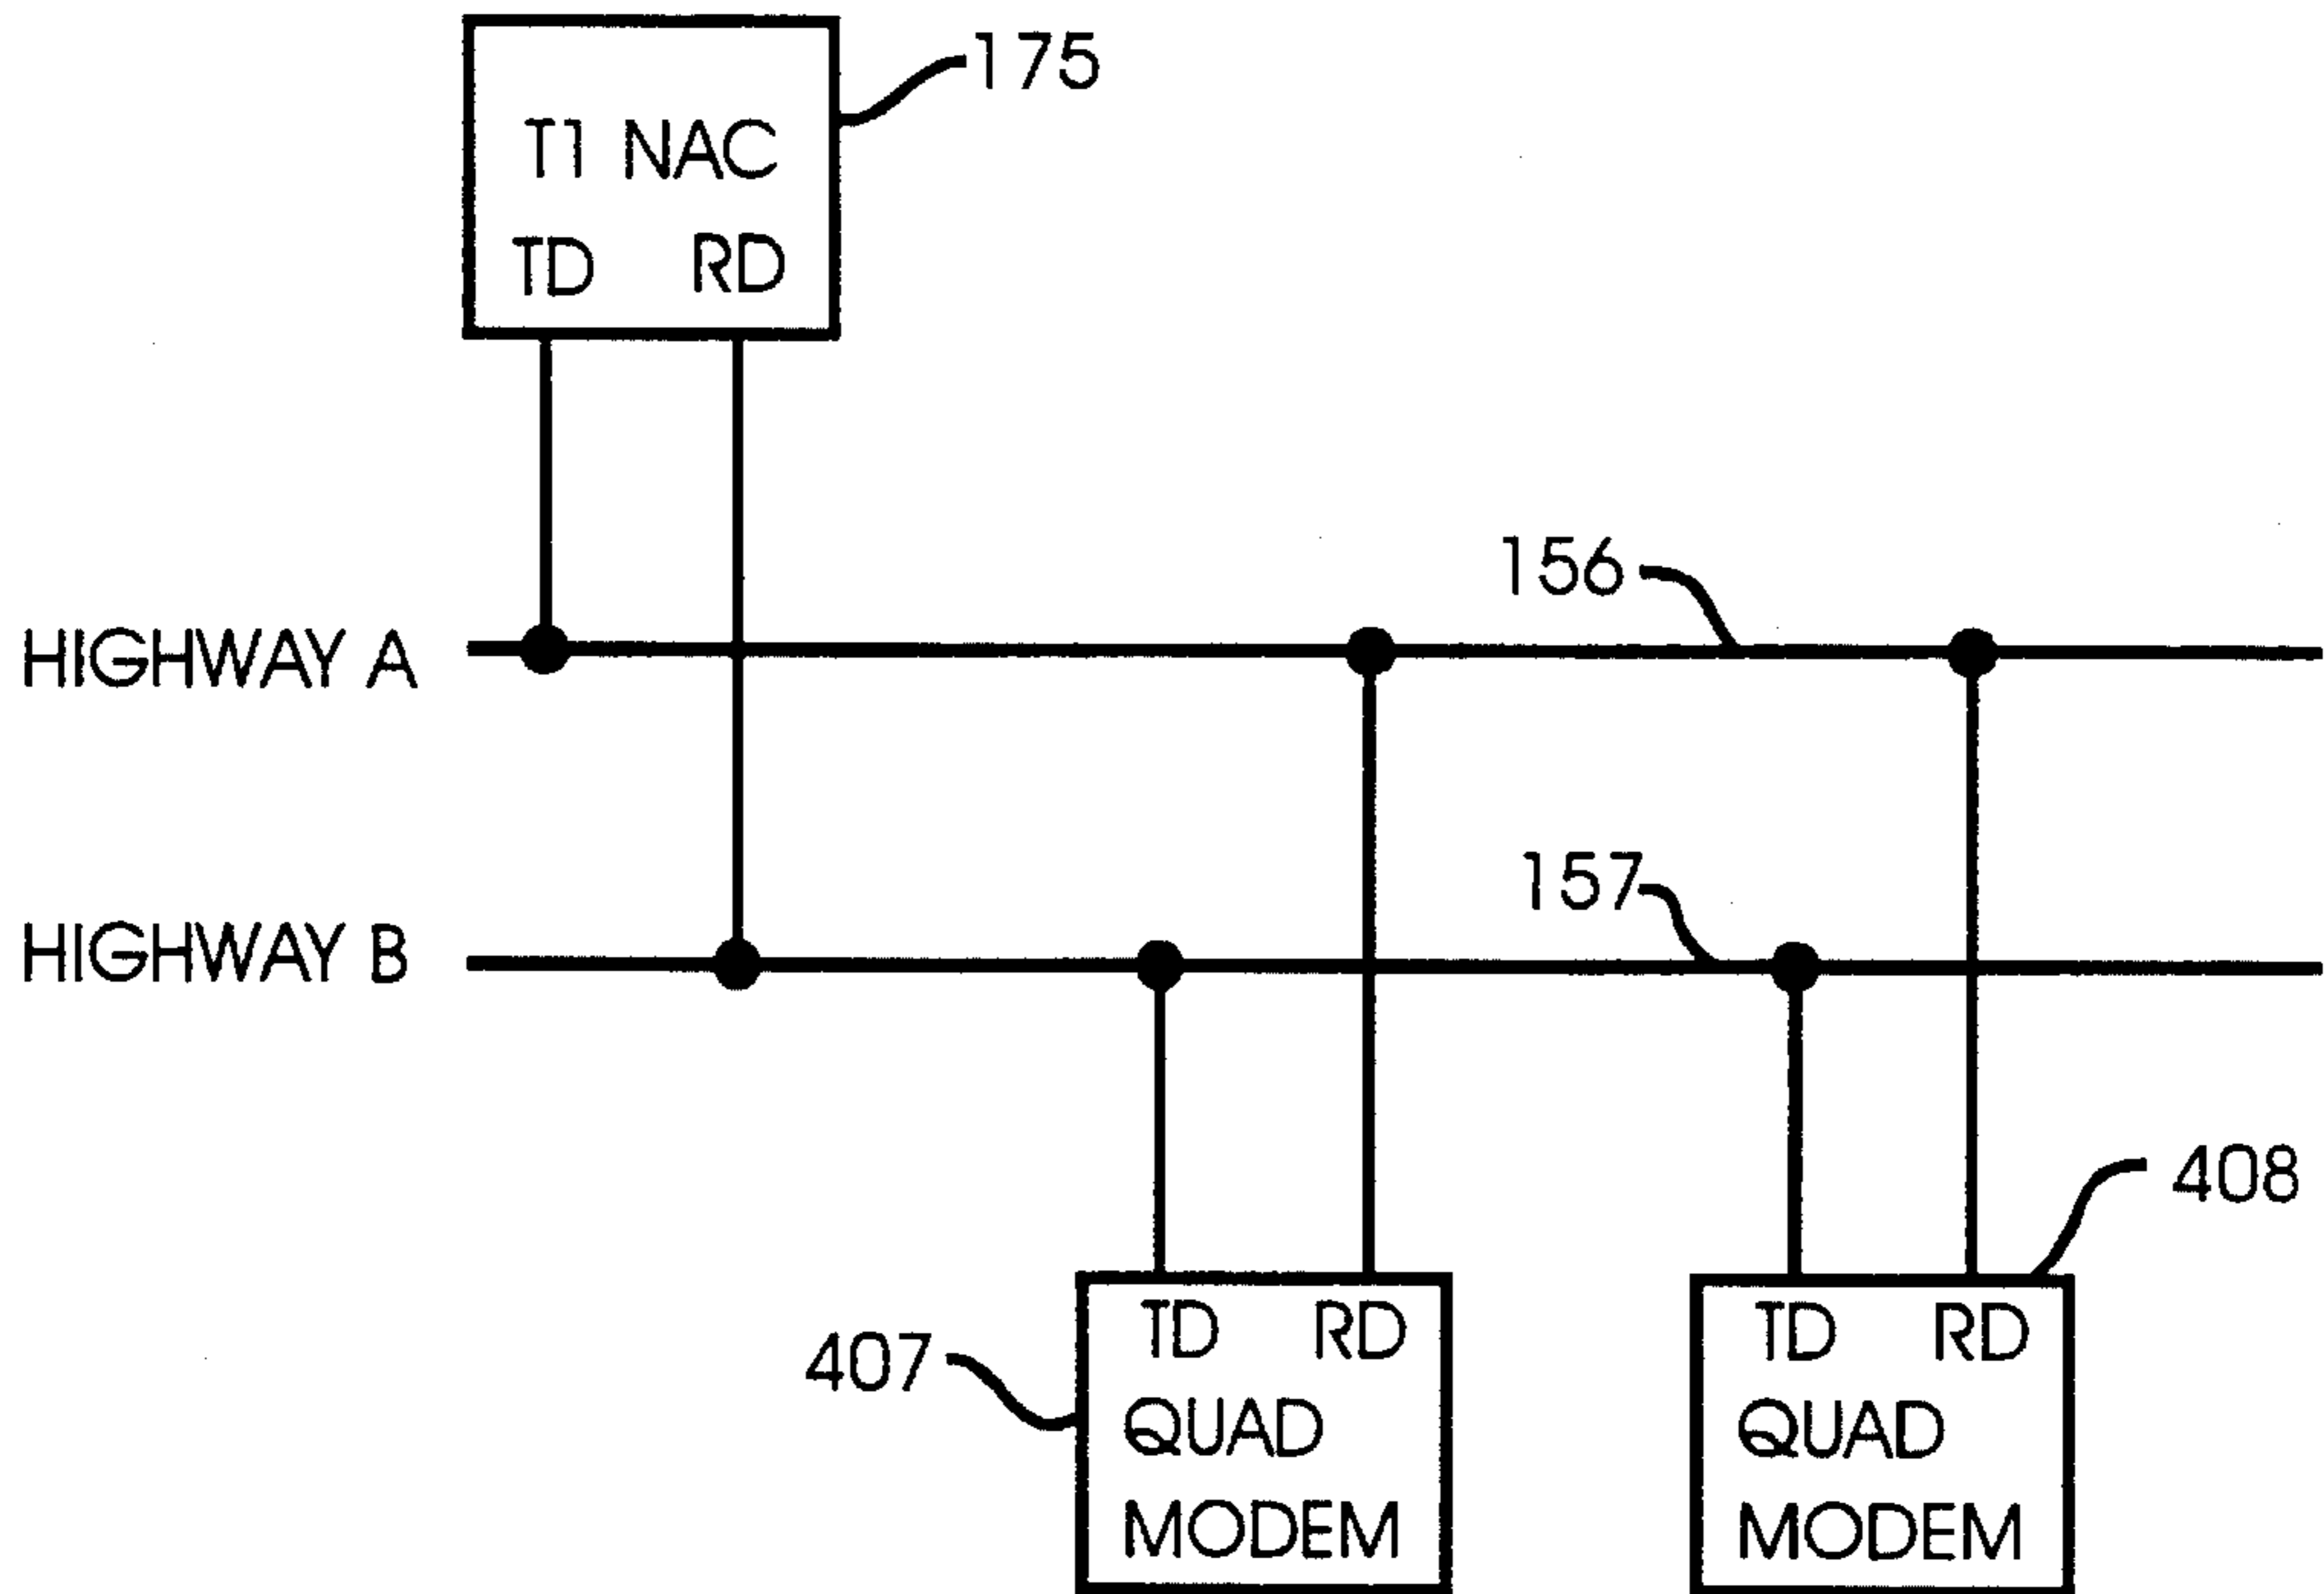 175
T1 NAC
TD RD
156
HIGHWAY A
157
HIGHWAY B
408
407
TD RD
QUAD
MODEM
TD RD
QUAD
MODEM